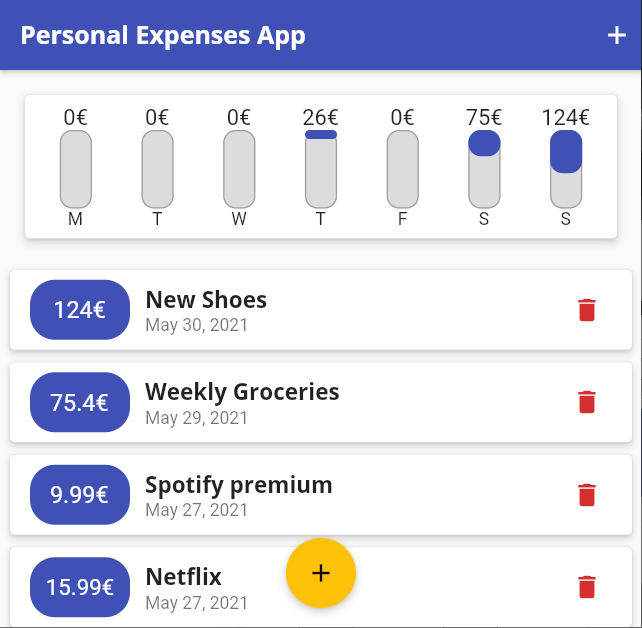 Personal Expenses App
0€ 0€ 0€ 26€ 0€ 75€ 124€
M T W T F S S
124€ New Shoes
May 30, 2021
75.4€ Weekly Groceries
May 29, 2021
9.99€ Spotify premium
May 27, 2021
15.99€ Netflix
May 27, 2021